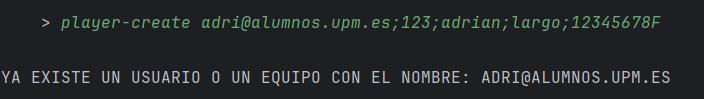 > player-create adri@alumnos.upm.es;123;adrian;largo;12345678F
YA EXISTE UN USUARIO O UN EQUIPO CON EL NOMBRE: ADRI@ALUMNOS.UPM.ES